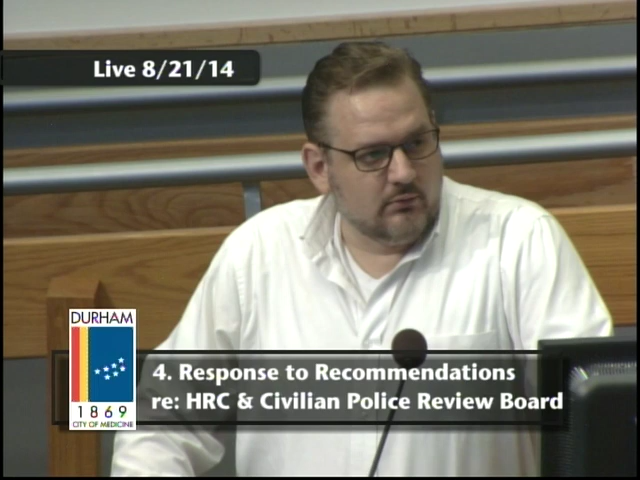 Live 8/21/14
DURHAM
1869
CITY OF MEDICINE
4. Response to Recommendations
re: HRC & Civilian Police Review Board